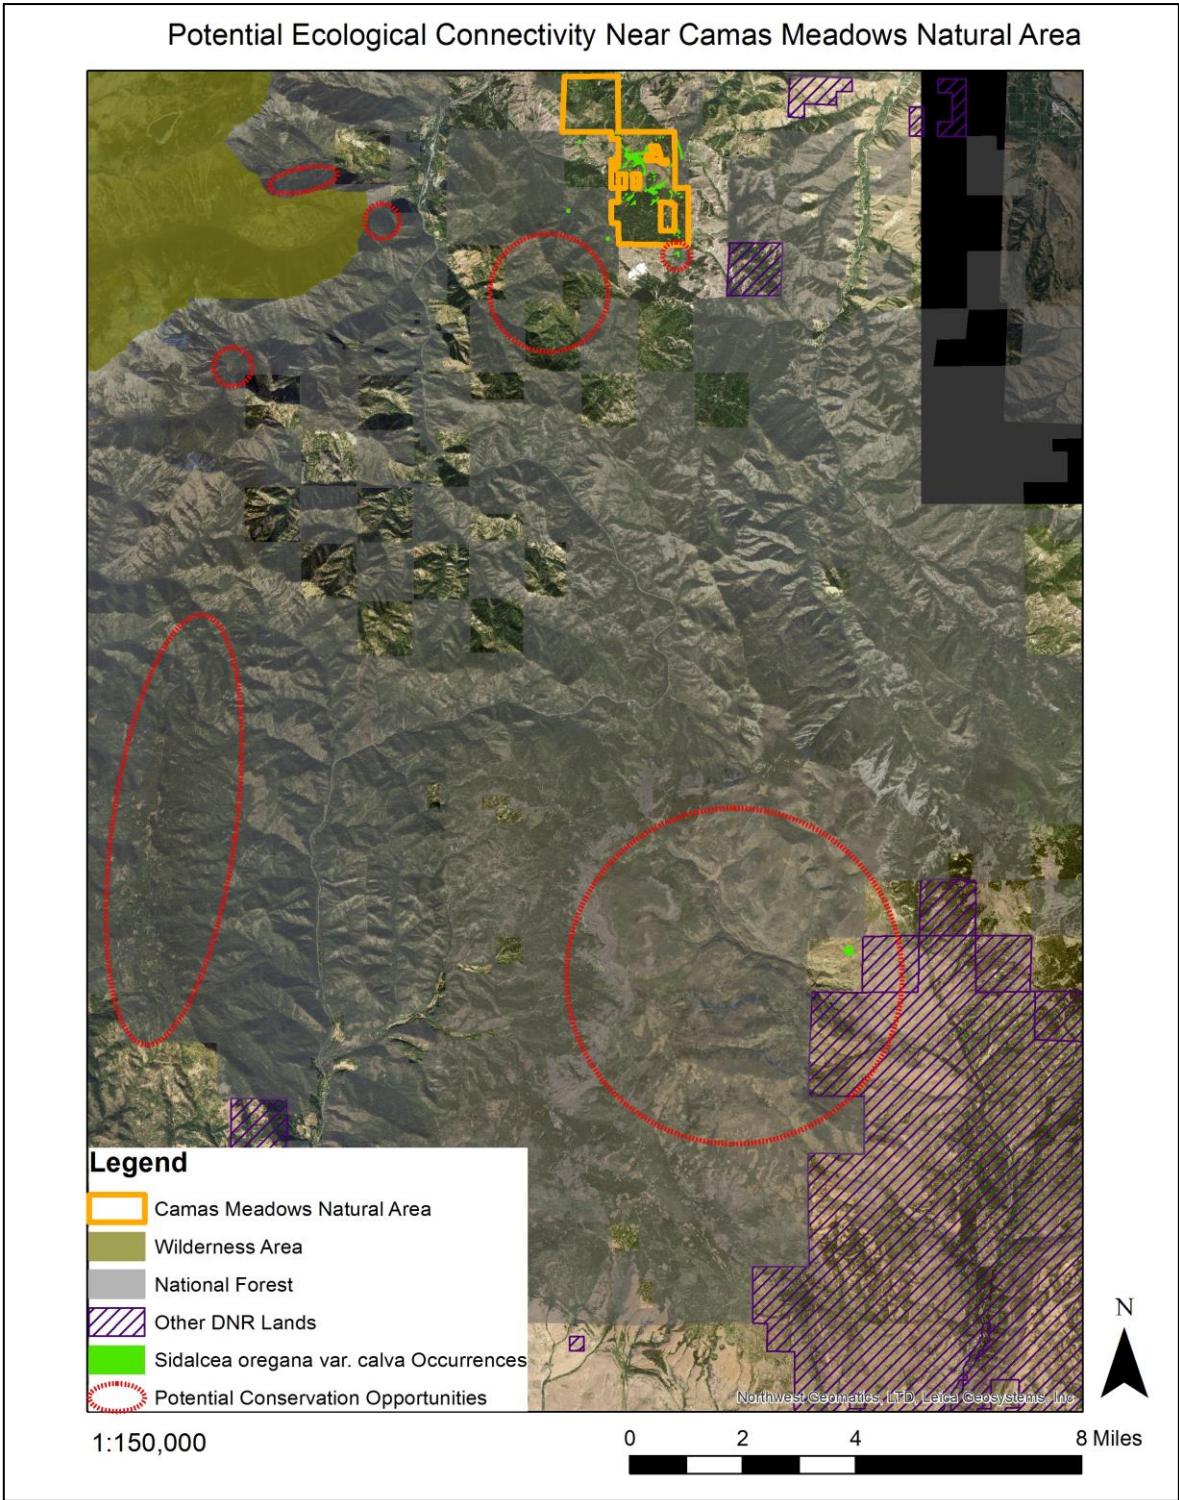 Potential Ecological Connectivity Near Camas Meadows Natural Area
Legend
Camas Meadows Natural Area
Wilderness Area
National Forest
Other DNR Lands
Sidalcea oregana var. calva Occurrences
Potential Conservation Opportunities
Northwest Geomatics, LTD, Leica Geosystems, Inc
N
1:150,000
0 2 4 8 Miles